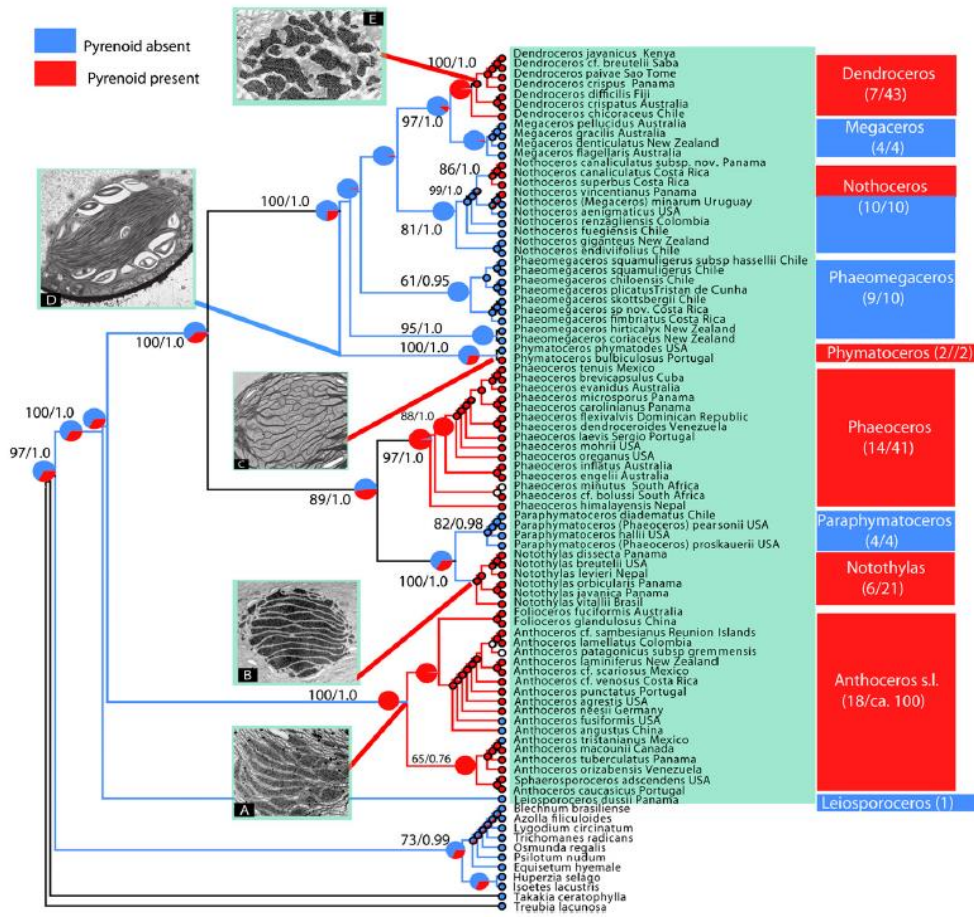 Pyrenoid absent
Pyrenoid present
E
D
C
B
A
100/1.0
97/1.0
86/1.0
99/1.0
81/1.0
100/1.0
61/0.95
95/1.0
100/1.0
100/1.0
88/1.0
97/1.0
89/1.0
100/1.0
97/1.0
82/0.98
100/1.0
100/1.0
65/0.76
73/0.99
Dendroceros javanicus Kenya
Dendroceros cf. breutelii Saba
Dendroceros paivae Sao Tome
Dendroceros crispus Panama
Dendroceros difficilis Fiji
Dendroceros crispatus Australia
Dendroceros chicoraceus Chile
Megaceros pellucidus Australia
Megaceros gracilis Australia
Megaceros denticulatus New Zealand
Megaceros flagellaris Australia
Nothoceros canaliculatus subsp. nov. Panama
Nothoceros canaliculatus Costa Rica
Nothoceros superbus Costa Rica
Nothoceros vincentianus Panama
Nothoceros (Megaceros) minarum Uruguay
Nothoceros aenigmaticus USA
Nothoceros renzagliensis Colombia
Nothoceros fuegiensis Chile
Nothoceros giganteus New Zealand
Nothoceros endiviifolius Chile
Phaeomegaceros squamuligerus subsp hassellii Chile
Phaeomegaceros squamuligerus Chile
Phaeomegaceros chiloensis Chile
Phaeomegaceros plicatusTristan de Cunha
Phaeomegaceros skottsbergii Chile
Phaeomegaceros sp nov. Costa Rica
Phaeomegaceros fimbriatus Costa Rica
Phaeomegaceros hirticalyx New Zealand
Phaeomegaceros coriaceus New Zealand
Phymatoceros phymatodes USA
Phymatoceros bulbiculosus Portugal
Phaeoceros tenuis Mexico
Phaeoceros brevicapsulus Cuba
Phaeoceros evanidus Australia
Phaeoceros microsporus Panama
Phaeoceros carolinianus Panama
Phaeoceros flexivalvis Dominican Republic
Phaeoceros dendroceroides Venezuela
Phaeoceros laevis Sergio Portugal
Phaeoceros mohrii USA
Phaeoceros oreganus USA
Phaeoceros inflatus Australia
Phaeoceros engelii Australia
Phaeoceros minutus South Africa
Phaeoceros cf. bolussi South Africa
Phaeoceros himalayensis Nepal
Paraphymatoceros diadematus Chile
Paraphymatoceros (Phaeoceros) pearsonii USA
Paraphymatoceros hallii USA
Paraphymatoceros (Phaeoceros) proskauerii USA
Notothylas dissecta Panama
Notothylas breutelii USA
Notothylas levieri Nepal
Notothylas orbicularis Panama
Notothylas javanica Panama
Notothylas vitallii Brasil
Folioceros fuciformis Australia
Folioceros glandulosus China
Anthoceros cf. sambesianus Reunion Islands
Anthoceros lamellatus Colombia
Anthoceros patagonicus subsp gremmensis
Anthoceros laminiferus New Zealand
Anthoceros cf. scariosus Mexico
Anthoceros cf. venosus Costa Rica
Anthoceros punctatus Portugal
Anthoceros agrestis USA
Anthoceros neesii Germany
Anthoceros fusiformis USA
Anthoceros angustus China
Anthoceros tristanianus Mexico
Anthoceros macounii Canada
Anthoceros tuberculatus Panama
Anthoceros orizabensis Venezuela
Sphaerosporoceros adscendens USA
Anthoceros caucasicus Portugal
Leiosporoceros dussii Panama
Blechnum brasiliense
Azolla filiculoides
Lygodium circinatum
Trichomanes radicans
Osmunda regalis
Psilotum nudum
Equisetum hyemale
Huperzia selago
Isoetes lacustris
Takakia ceratophylla
Treubia lacunosa
Dendroceros
(7/43)
Megaceros
(4/4)
Nothoceros
(10/10)
Phaeomegaceros
(9/10)
Phymatoceros (2//2)
Phaeoceros
(14/41)
Paraphymatoceros
(4/4)
Notothylas
(6/21)
Anthoceros s.l.
(18/ca. 100)
Leiosporoceros (1)